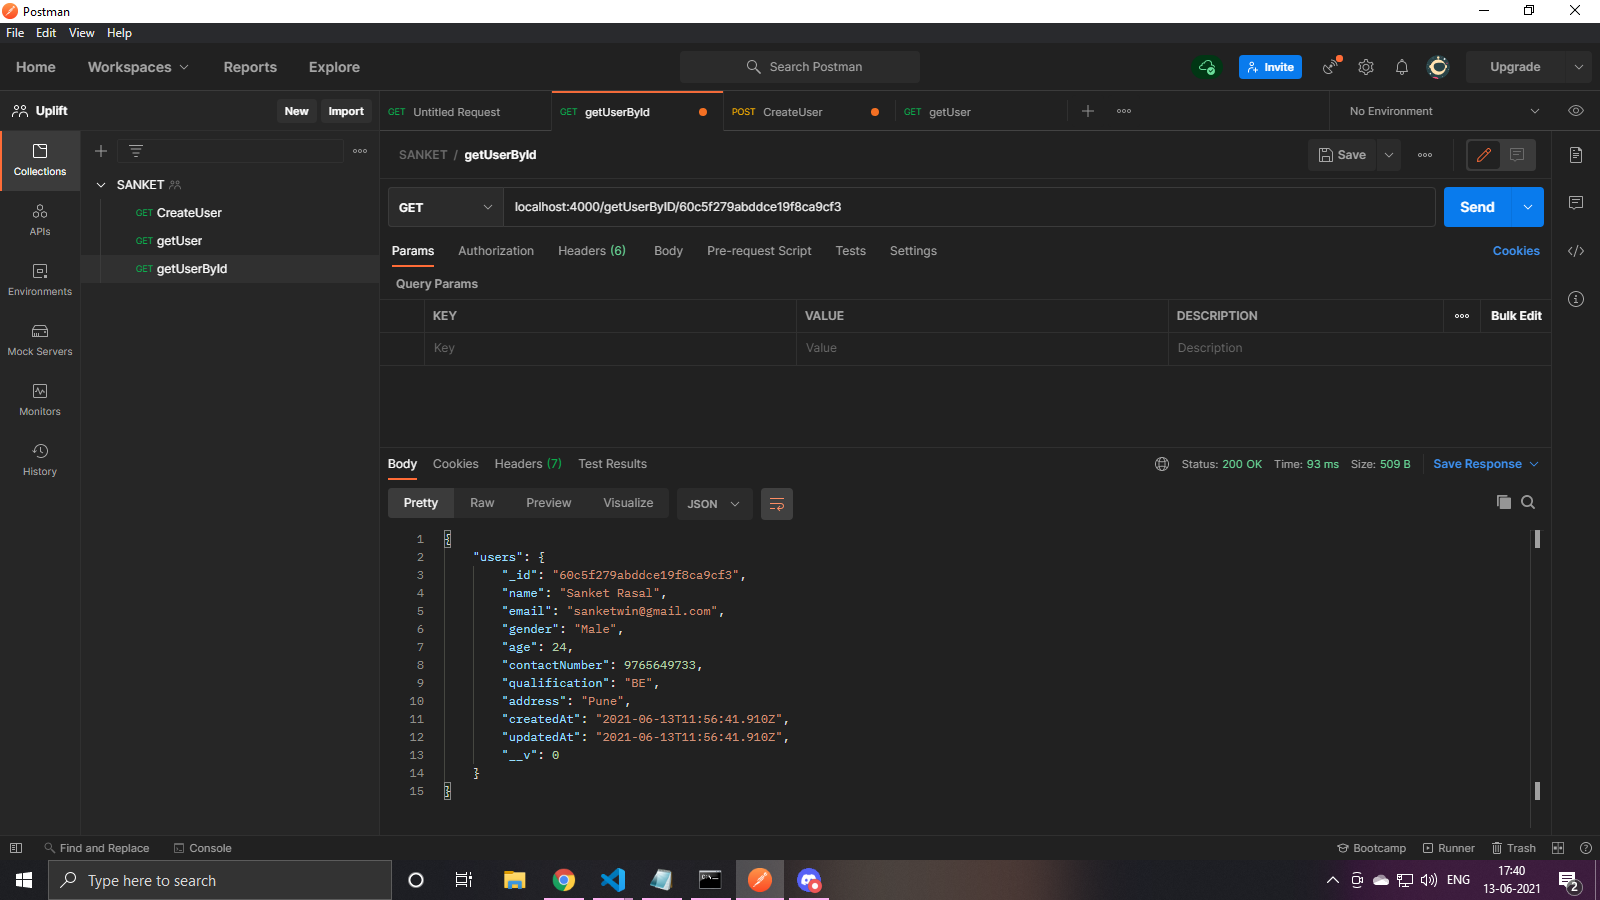 Postman
File Edit View Help
Home Workspaces Reports Explore Search Postman Invite Upgrade
Uplift New Import GET Untitled Request GET getUserById POST CreateUser GET getUser No Environment
Collections
APIs
Environments
Mock Servers
Monitors
History
SANKET
GET CreateUser
GET getUser
GET getUserById
SANKET / getUserById Save
GET localhost:4000/getUserByID/60c5f279abddce19f8ca9cf3 Send
Params Authorization Headers (6) Body Pre-request Script Tests Settings Cookies
Query Params
KEY VALUE DESCRIPTION Bulk Edit
Key Value Description
Body Cookies Headers (7) Test Results Status: 200 OK Time: 93 ms Size: 509 B Save Response
Pretty Raw Preview Visualize JSON
1 {
2 "users": {
3 "_id": "60c5f279abddce19f8ca9cf3",
4 "name": "Sanket Rasal",
5 "email": "sanketwin@gmail.com",
6 "gender": "Male",
7 "age": 24,
8 "contactNumber": 9765649733,
9 "qualification": "BE",
10 "address": "Pune",
11 "createdAt": "2021-06-13T11:56:41.910Z",
12 "updatedAt": "2021-06-13T11:56:41.910Z",
13 "__v": 0
14 }
15 }
Find and Replace Console Bootcamp Runner Trash
Type here to search ENG 17:40
13-06-2021 2